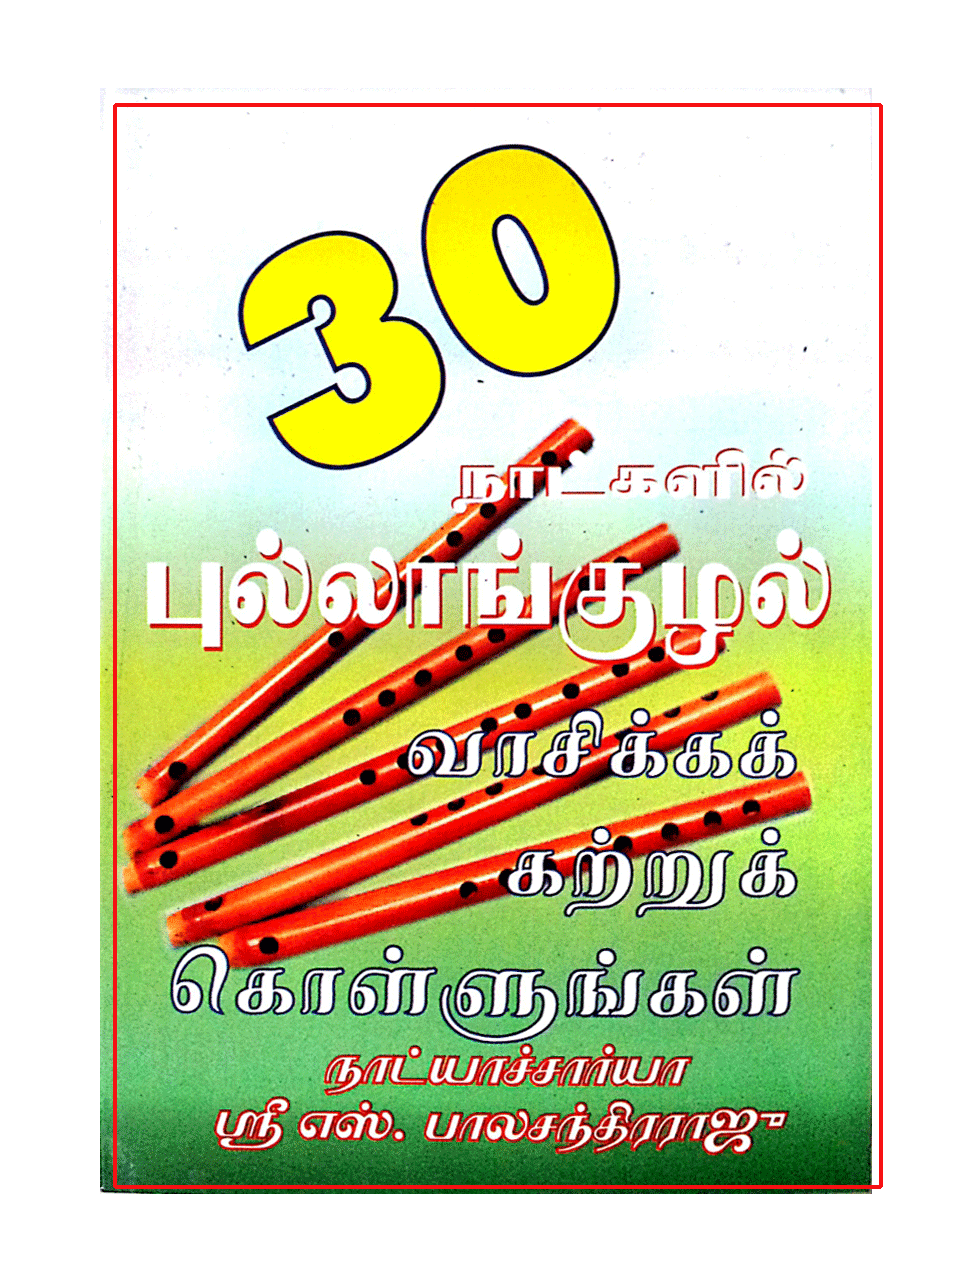 30
நாட்களில்
புல்லாங்குழல்
வாசிக்கக்
கற்றுக்
கொள்ளுங்கள்
நாட்யாச்சார்யா
ஸ்ரீ எஸ். பாலசந்திரராஜு